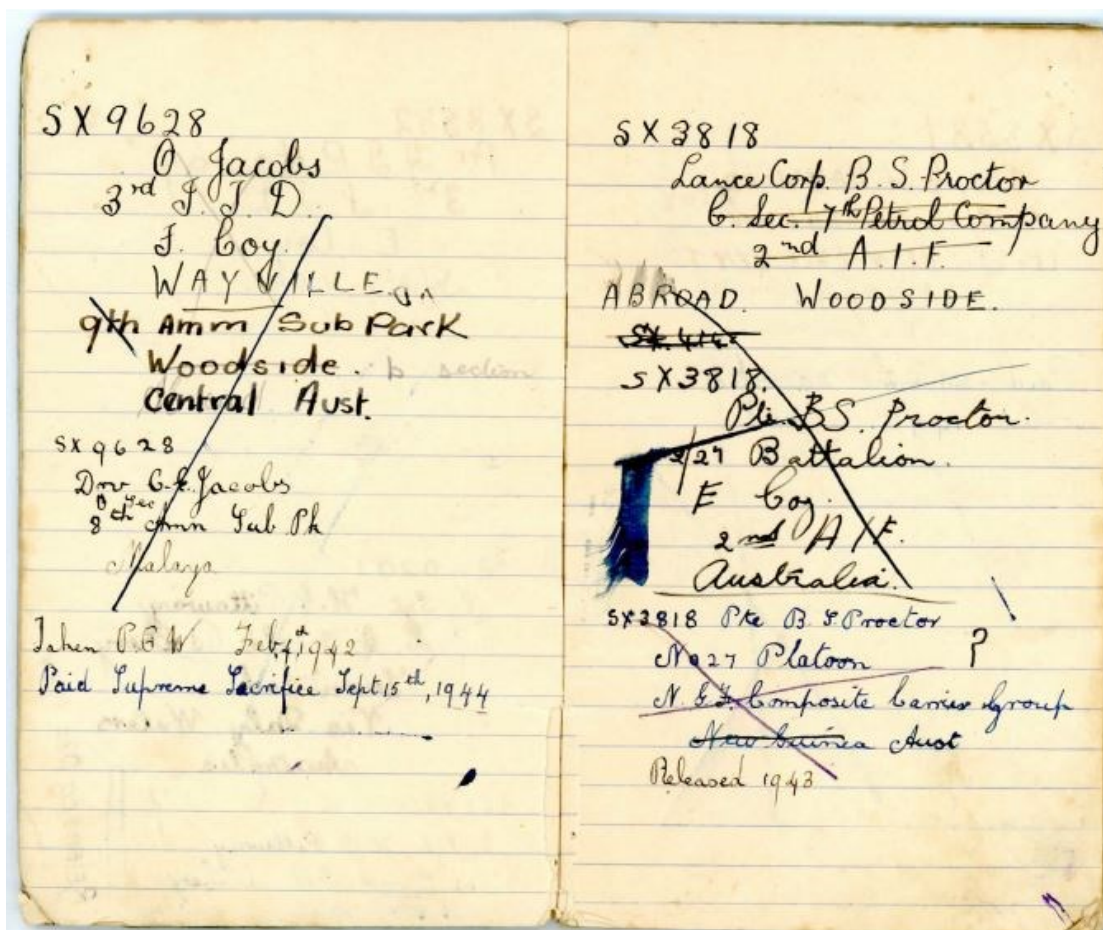 SX9628
O Jacobs
3rd I. T. D.
I. Coy.
WAYVILLE
9th Amm Sub Park
Woodside.
Central Aust.
SX9628
Drv C. E. Jacobs
Sec
8th Amn Sub Pk
Malaya
Taken P.O.W Feb, 1942
Paid Supreme Sacrifice Sept 15th, 1944
SX3818
Lance Corp. B. S. Proctor
C. Sec. 7th Petrol Company
2nd A.I.F.
ABROAD. WOODSIDE.
SX3818.
Pte. B S. Proctor.
2/27 Battalion.
E Coy.
2nd A I F.
Australia.
SX3818 Pte B S Proctor
No 27 Platoon ?
N. G. F. Composite Carrier Group
New Guinea Aust
Released 1943